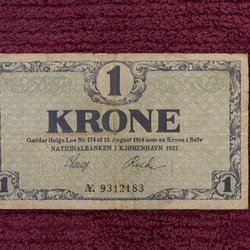 1
KRONE
Gælder ifølge Lov Nr. 174 af 15. August 1914 som en Krone i Sølv
NATIONALBANKEN I KJØBENHAVN 1921
Æ. 9312183
1 1